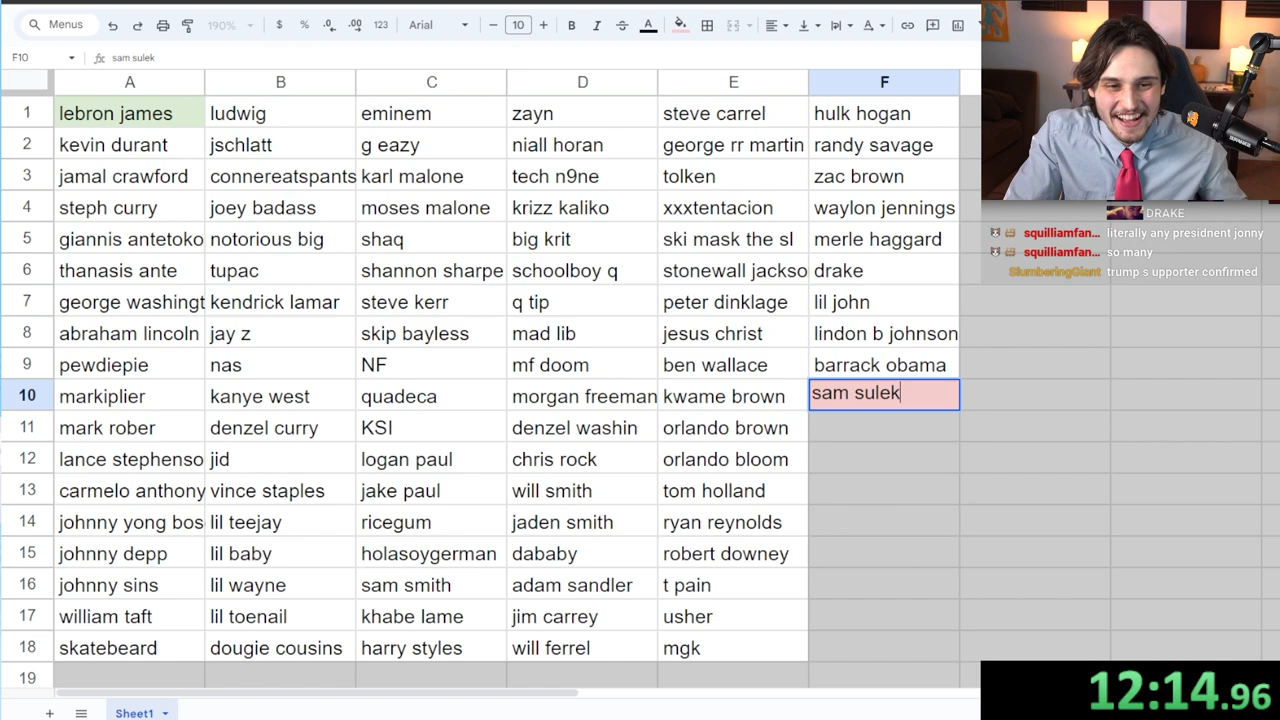 Menus 190% $ % .0 .00 123 Arial − 10 + B I S A
F10 fx sam sulek
A B C D E F
1 lebron james ludwig eminem zayn steve carrel hulk hogan
2 kevin durant jschlatt g eazy niall horan george rr martin randy savage
3 jamal crawford connereatspants karl malone tech n9ne tolken zac brown
4 steph curry joey badass moses malone krizz kaliko xxxtentacion waylon jennings
5 giannis antetoko notorious big shaq big krit ski mask the sl merle haggard
6 thanasis ante tupac shannon sharpe schoolboy q stonewall jackso drake
7 george washingt kendrick lamar steve kerr q tip peter dinklage lil john
8 abraham lincoln jay z skip bayless mad lib jesus christ lindon b johnson
9 pewdiepie nas NF mf doom ben wallace barrack obama
10 markiplier kanye west quadeca morgan freeman kwame brown sam sulek
11 mark rober denzel curry KSI denzel washin orlando brown
12 lance stephenso jid logan paul chris rock orlando bloom
13 carmelo anthony vince staples jake paul will smith tom holland
14 johnny yong bos lil teejay ricegum jaden smith ryan reynolds
15 johnny depp lil baby holasoygerman dababy robert downey
16 johnny sins lil wayne sam smith adam sandler t pain
17 william taft lil toenail khabe lame jim carrey usher
18 skatebeard dougie cousins harry styles will ferrel mgk
19
Sheet1
DRAKE
squilliamfan... literally any presidnent jonny
squilliamfan... so many
SlumberingGiant trump s upporter confirmed
12:14.96